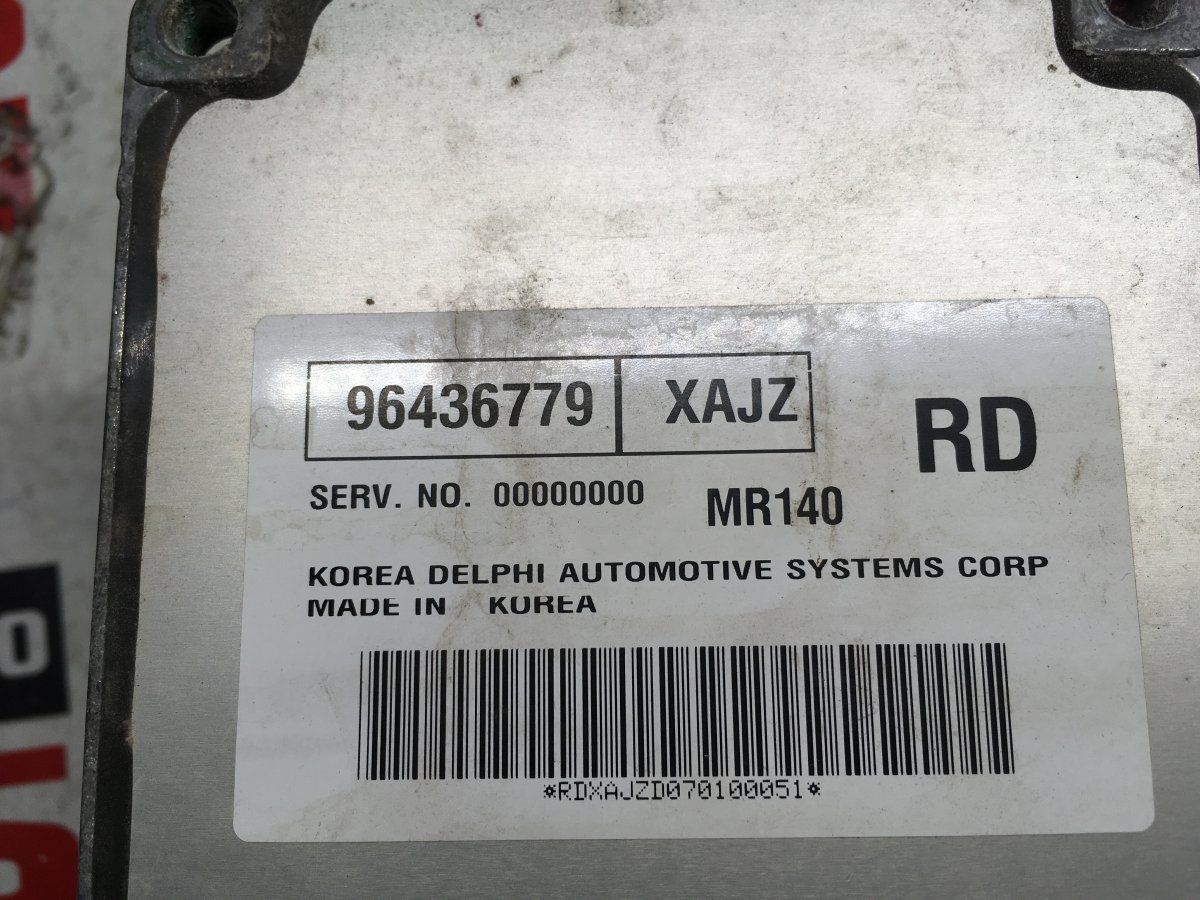 96436779 XAJZ
RD
SERV. NO. 00000000 MR140
KOREA DELPHI AUTOMOTIVE SYSTEMS CORP
MADE IN KOREA
*RDXAJZD070100051*